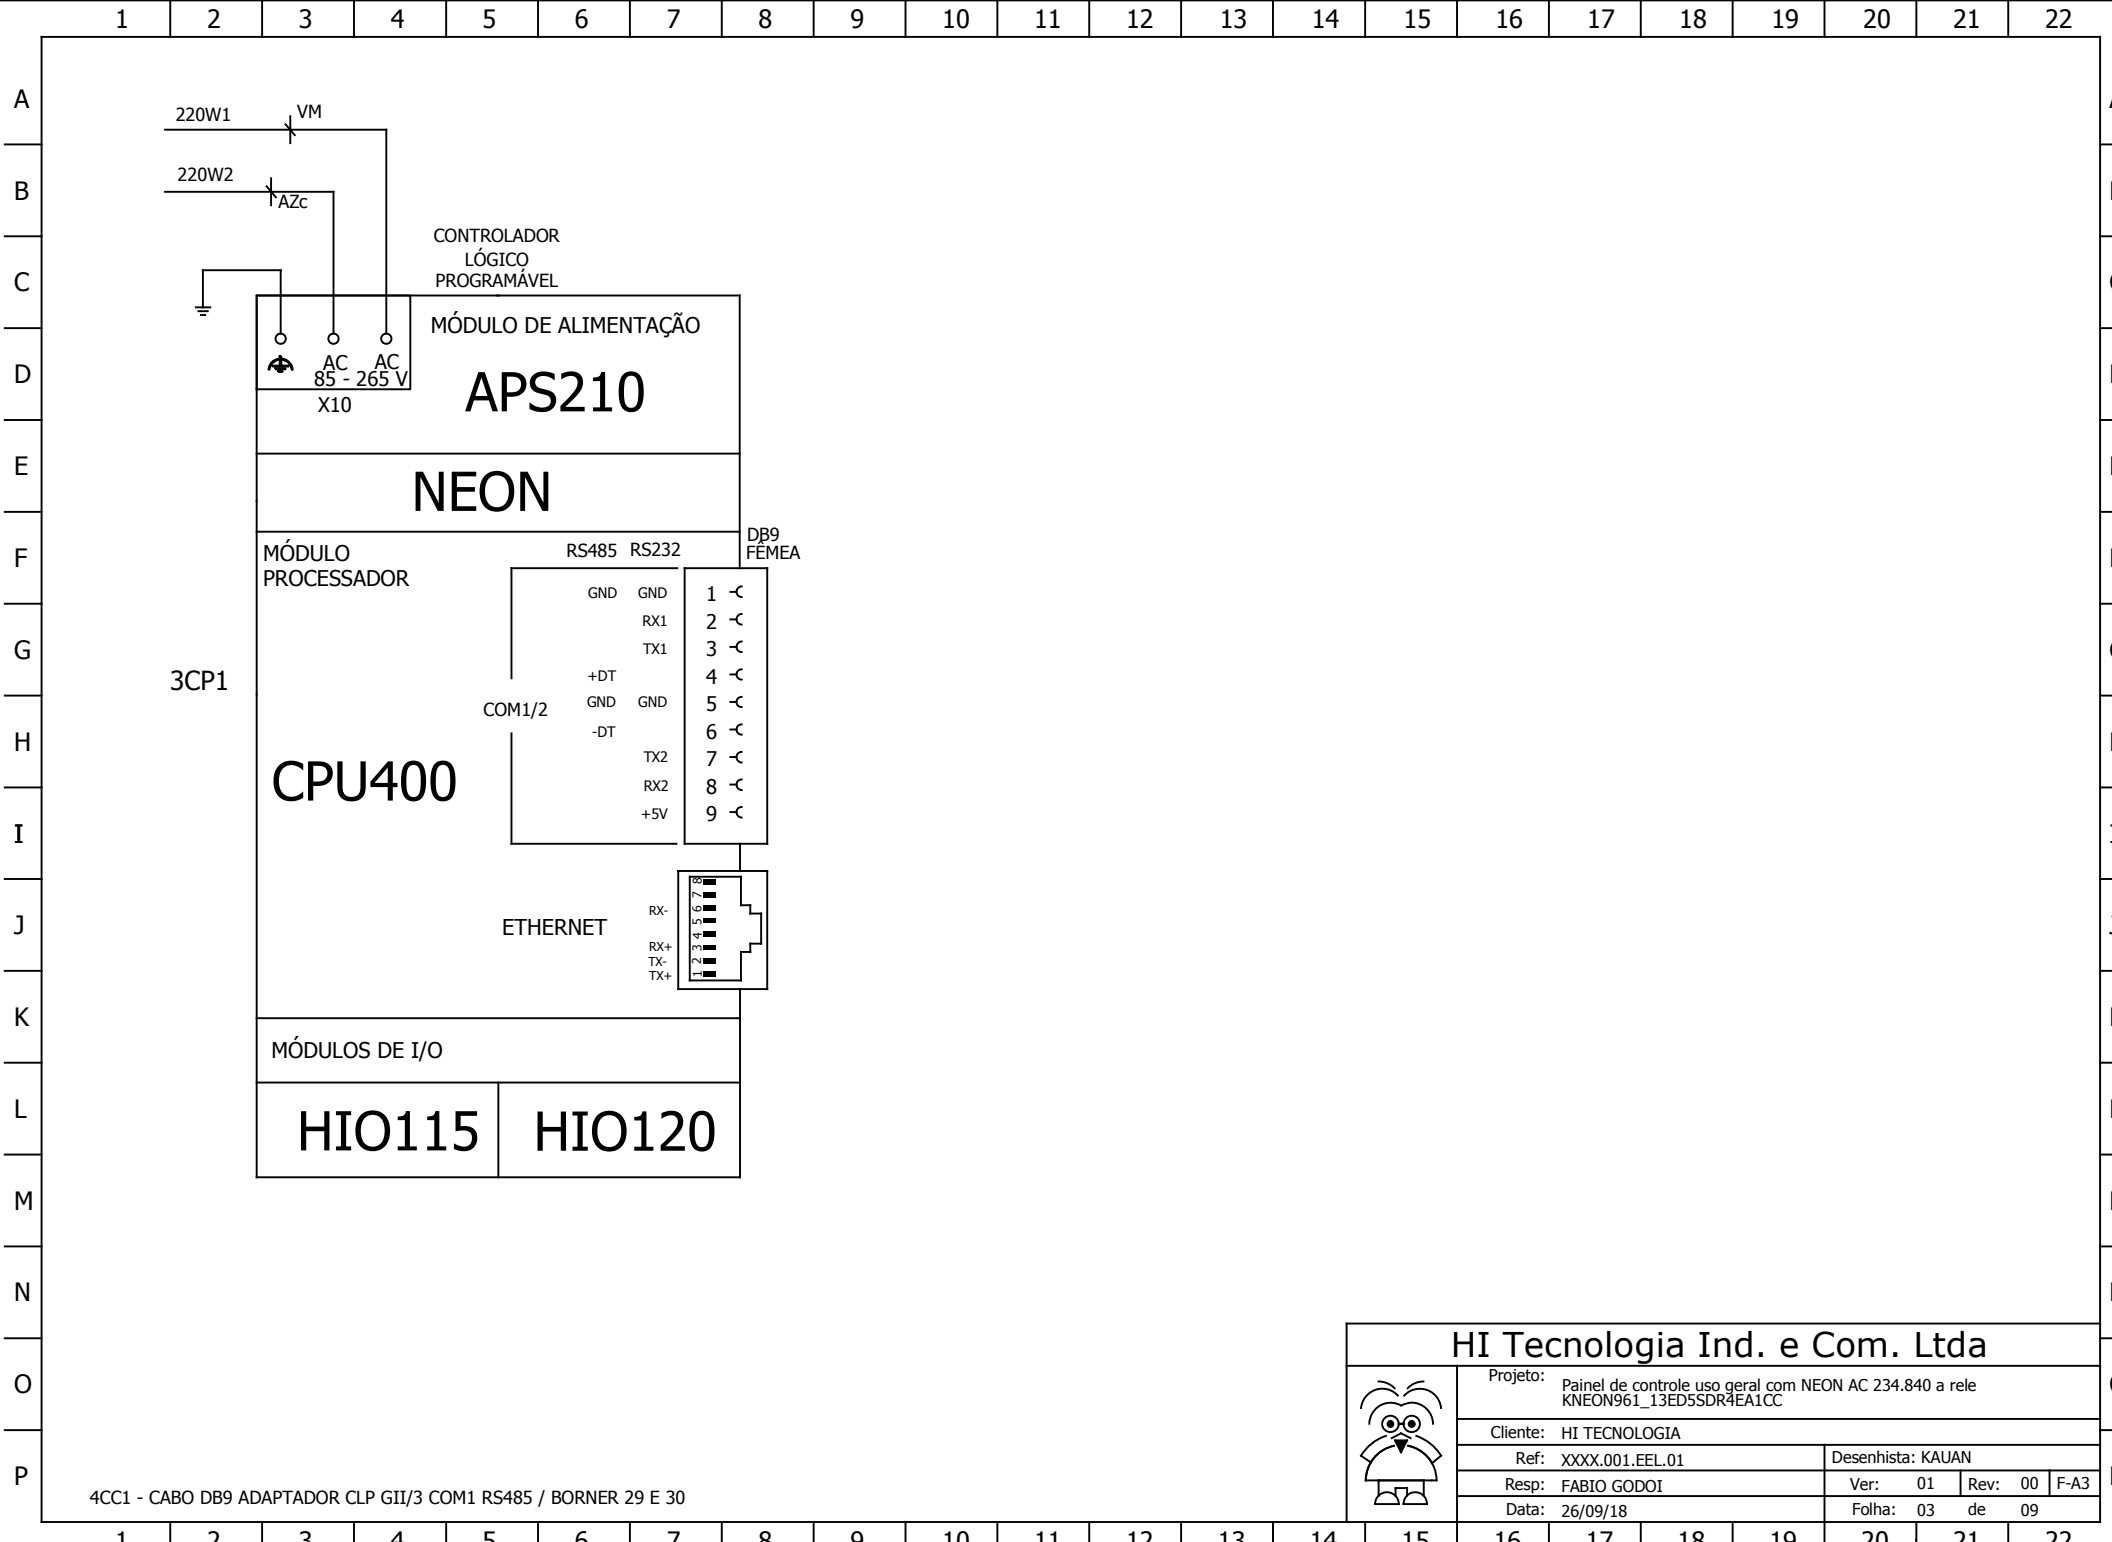 1 2 3 4 5 6 7 8 9 10 11 12 13 14 15 16 17 18 19 20 21 22
A
220W1 VM
B
220W2
AZc
CONTROLADOR
LÓGICO
PROGRAMÁVEL
C
MÓDULO DE ALIMENTAÇÃO
D
AC AC
85 - 265 V
APS210
X10
E
NEON
F
DB9
FÊMEA
MÓDULO
PROCESSADOR
RS485 RS232
GND GND 1
RX1 2
G
TX1 3
3CP1
+DT 4
COM1/2
GND GND 5
H
-DT 6
TX2 7
CPU400
RX2 8
+5V 9
I
8
7
RX- 6
J
ETHERNET
5
4
RX+ 3
TX- 2
TX+ 1
K
MÓDULOS DE I/O
L
HIO115 HIO120
M
N
O
P
HI Tecnologia Ind. e Com. Ltda
Projeto: Painel de controle uso geral com NEON AC 234.840 a rele
KNEON961_13ED5SDR4EA1CC
Cliente: HI TECNOLOGIA
Ref: XXXX.001.EEL.01 Desenhista: KAUAN
Resp: FABIO GODOI Ver: 01 Rev: 00 F-A3
Data: 26/09/18 Folha: 03 de 09
4CC1 - CABO DB9 ADAPTADOR CLP GII/3 COM1 RS485 / BORNER 29 E 30
1 2 3 4 5 6 7 8 9 10 11 12 13 14 15 16 17 18 19 20 21 22